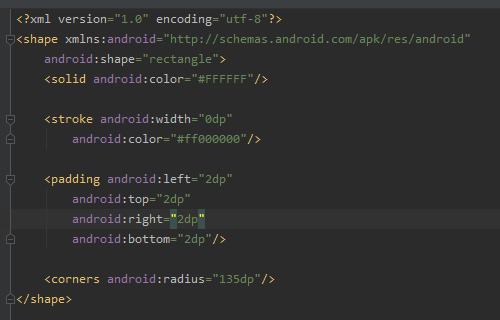 <?xml version="1.0" encoding="utf-8"?>
<shape xmlns:android="http://schemas.android.com/apk/res/android"
    android:shape="rectangle">
    <solid android:color="#FFFFFF"/>

    <stroke android:width="0dp"
        android:color="#ff000000"/>

    <padding android:left="2dp"
        android:top="2dp"
        android:right="2dp"
        android:bottom="2dp"/>

    <corners android:radius="135dp"/>
</shape>